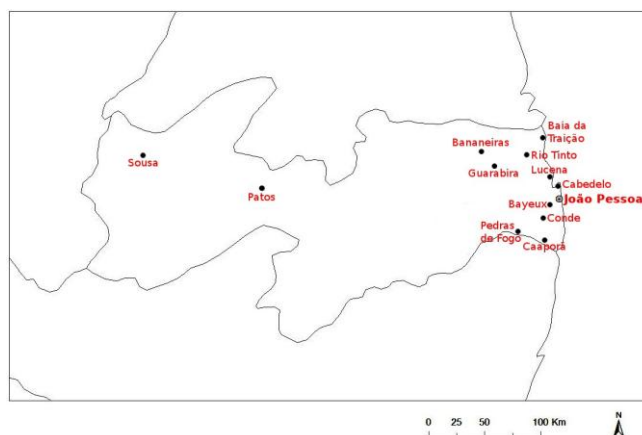 Baia da
Traição
Bananeiras
Rio Tinto
Sousa
Guarabira
Lucena
Cabedelo
Patos
João Pessoa
Bayeux
Conde
Pedras
de Fogo
Caaporã
N
0 25 50 100 Km